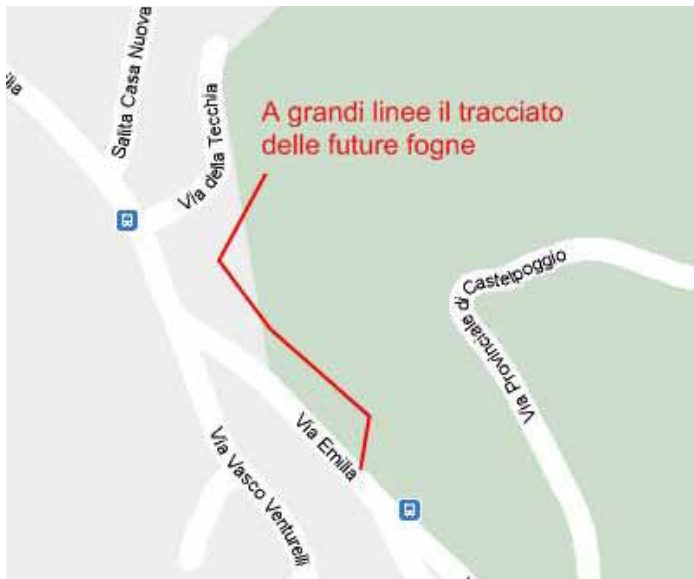 Salita Casa Nuova
Via della Tecchia
A grandi linee il tracciato
delle future fogne
Via Provinciale di Castelpoggio
Via Emilia
Via Vasco Venturelli